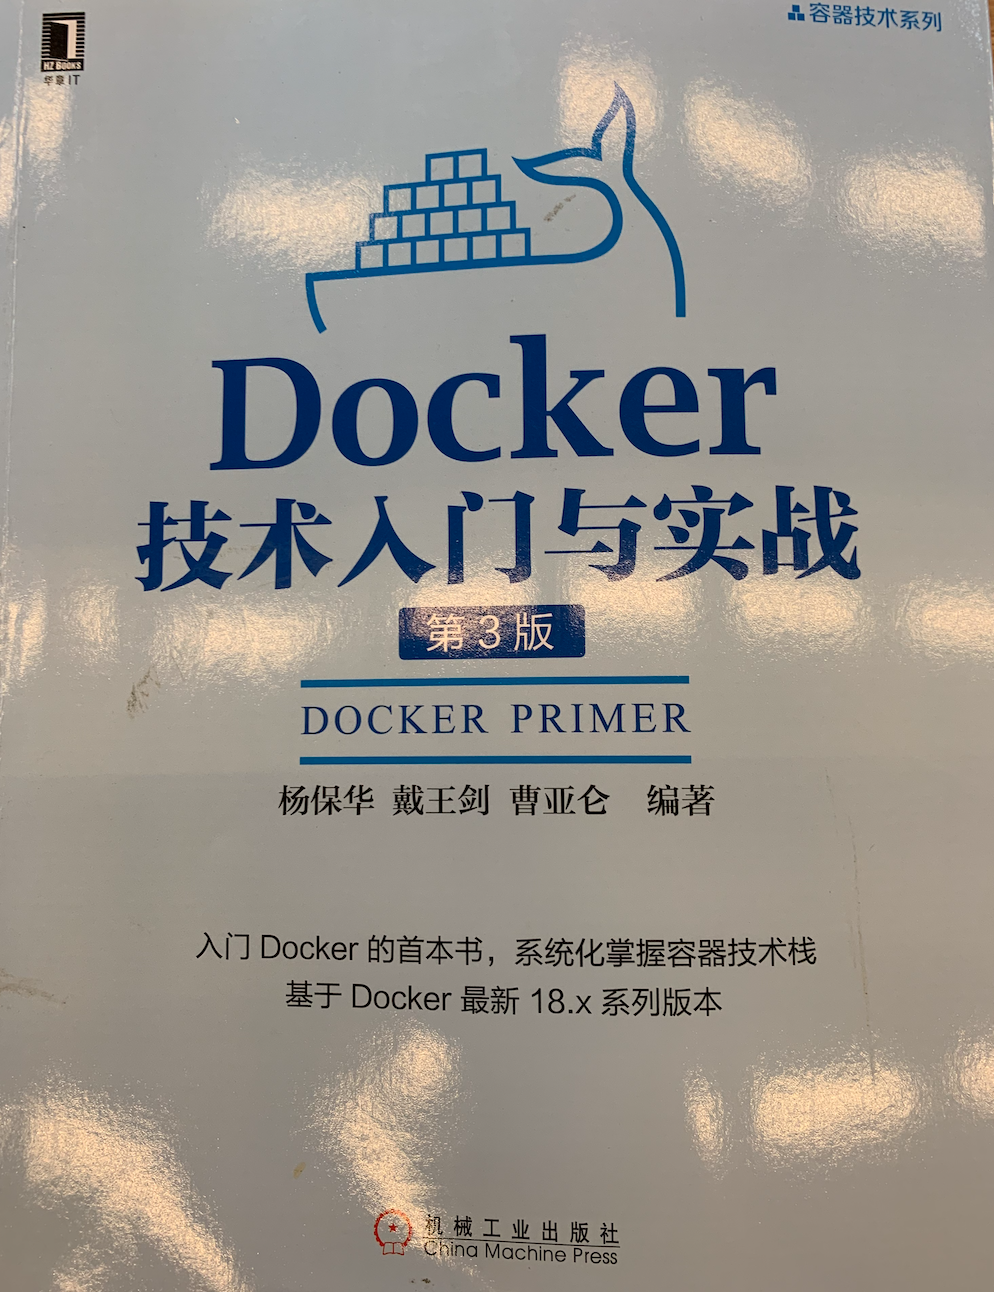 HZ BOOKS
华章IT
容器技术系列
Docker
技术入门与实战
第3版
DOCKER PRIMER
杨保华 戴王剑 曹亚仑 编著
入门 Docker 的首本书，系统化掌握容器技术栈
基于 Docker 最新 18.x 系列版本
机械工业出版社
China Machine Press